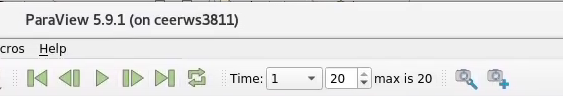 ParaView 5.9.1 (on ceerws3811)
cros Help
Time: 1 20 max is 20